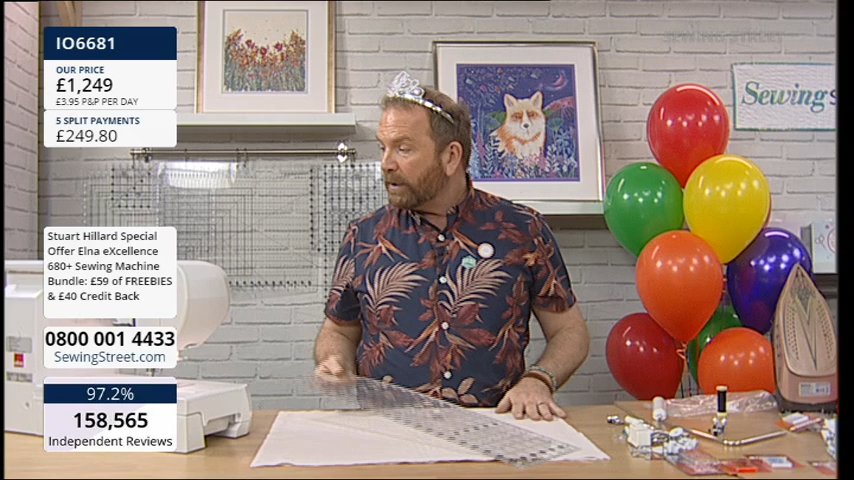 IO6681
OUR PRICE
£1,249
£3.95 P&P PER DAY
5 SPLIT PAYMENTS
£249.80
Stuart Hillard Special
Offer Elna eXcellence
680+ Sewing Machine
Bundle: £59 of FREEBIES
& £40 Credit Back
0800 001 4433
SewingStreet.com
97.2%
158,565
Independent Reviews
SEWING STREET
Sewing S